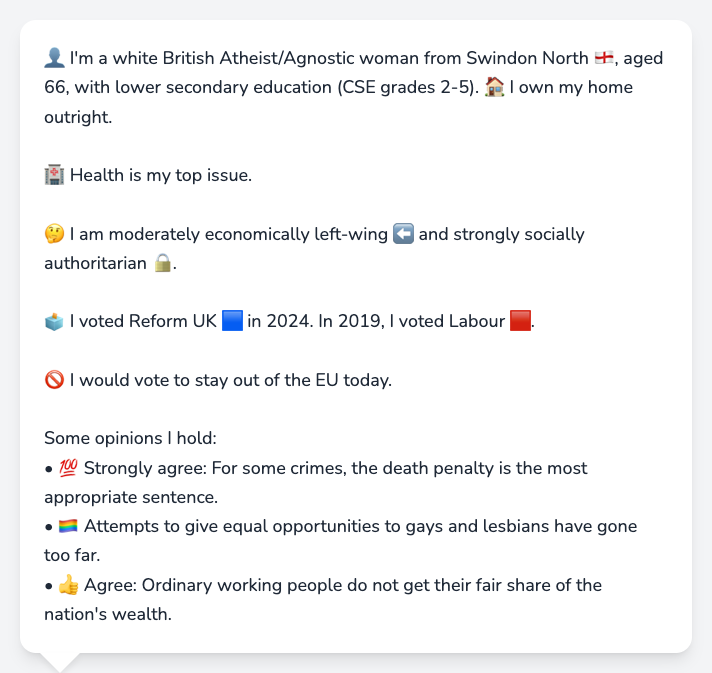 👤 I'm a white British Atheist/Agnostic woman from Swindon North 🏴󠁧󠁢󠁥󠁮󠁧󠁿, aged
66, with lower secondary education (CSE grades 2-5). 🏠 I own my home
outright.
🏥 Health is my top issue.
🤔 I am moderately economically left-wing ⬅️ and strongly socially
authoritarian 🔒.
🗳️ I voted Reform UK 🟦 in 2024. In 2019, I voted Labour 🟥.
🚫 I would vote to stay out of the EU today.
Some opinions I hold:
• 💯 Strongly agree: For some crimes, the death penalty is the most
appropriate sentence.
• 🏳️‍🌈 Attempts to give equal opportunities to gays and lesbians have gone
too far.
• 👍 Agree: Ordinary working people do not get their fair share of the
nation's wealth.